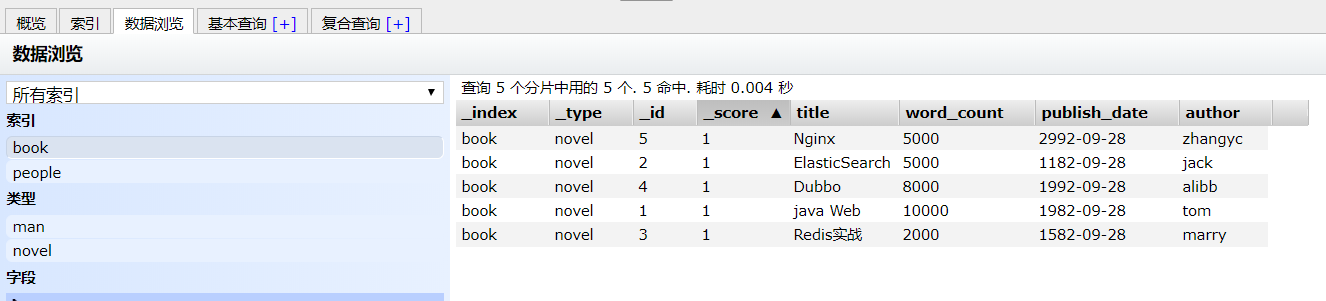 概览 索引 数据浏览 基本查询 [+] 复合查询 [+]
数据浏览
所有索引
索引
book
people
类型
man
novel
字段
查询 5 个分片中用的 5 个. 5 命中. 耗时 0.004 秒
_index _type _id _score ▲ title word_count publish_date author
book novel 5 1 Nginx 5000 2992-09-28 zhangyc
book novel 2 1 ElasticSearch 5000 1182-09-28 jack
book novel 4 1 Dubbo 8000 1992-09-28 alibb
book novel 1 1 java Web 10000 1982-09-28 tom
book novel 3 1 Redis实战 2000 1582-09-28 marry